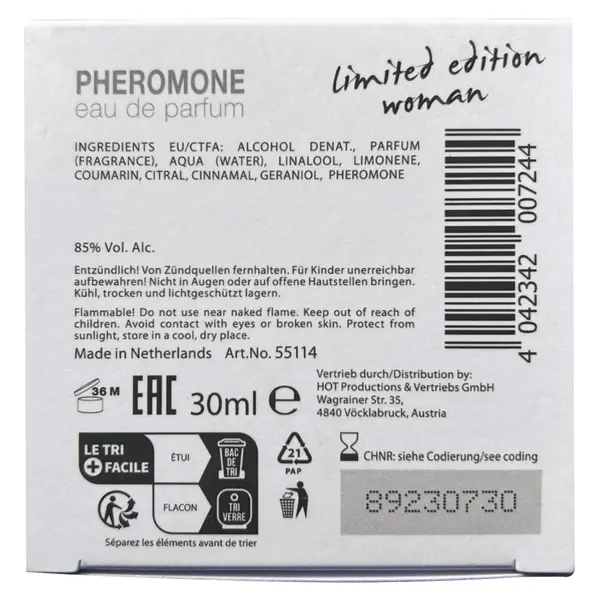 PHEROMONE
eau de parfum
limited edition
woman
INGREDIENTS EU/CTFA: ALCOHOL DENAT., PARFUM
(FRAGRANCE), AQUA (WATER), LINALOOL, LIMONENE,
COUMARIN, CITRAL, CINNAMAL, GERANIOL, PHEROMONE
4 042342 007244
85% Vol. Alc.
Entzündlich! Von Zündquellen fernhalten. Für Kinder unerreichbar
aufbewahren! Nicht in Augen oder auf offene Hautstellen bringen.
Kühl, trocken und lichtgeschützt lagern.
Flammable! Do not use near naked flame. Keep out of reach of
children. Avoid contact with eyes or broken skin. Protect from
sunlight, store in a cool, dry place.
Made in Netherlands Art.No. 55114
36 M
EAC 30ml ℮
Vertrieb durch/Distribution by:
HOT Productions & Vertriebs GmbH
Wagrainer Str. 35,
4840 Vöcklabruck, Austria
LE TRI
+ FACILE
ÉTUI
BAC
DE
TRI
FLACON
TRI
VERRE
Séparez les éléments avant de trier
21
PAP
CHNR: siehe Codierung/see coding
89230730